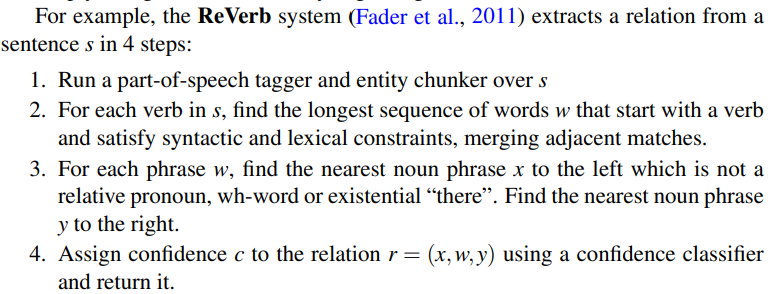 For example, the ReVerb system (Fader et al., 2011) extracts a relation from a
sentence s in 4 steps:
1. Run a part-of-speech tagger and entity chunker over s
2. For each verb in s, find the longest sequence of words w that start with a verb
and satisfy syntactic and lexical constraints, merging adjacent matches.
3. For each phrase w, find the nearest noun phrase x to the left which is not a
relative pronoun, wh-word or existential “there”. Find the nearest noun phrase
y to the right.
4. Assign confidence c to the relation r = (x,w,y) using a confidence classifier
and return it.